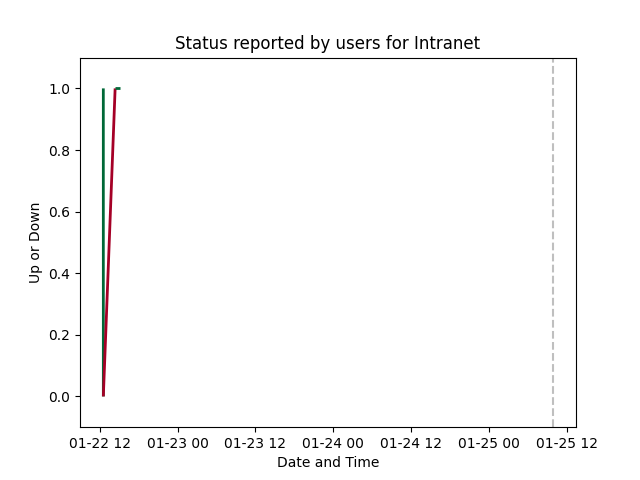 Status reported by users for Intranet
Up or Down
1.0
0.8
0.6
0.4
0.2
0.0
01-22 12 01-23 00 01-23 12 01-24 00 01-24 12 01-25 00 01-25 12
Date and Time